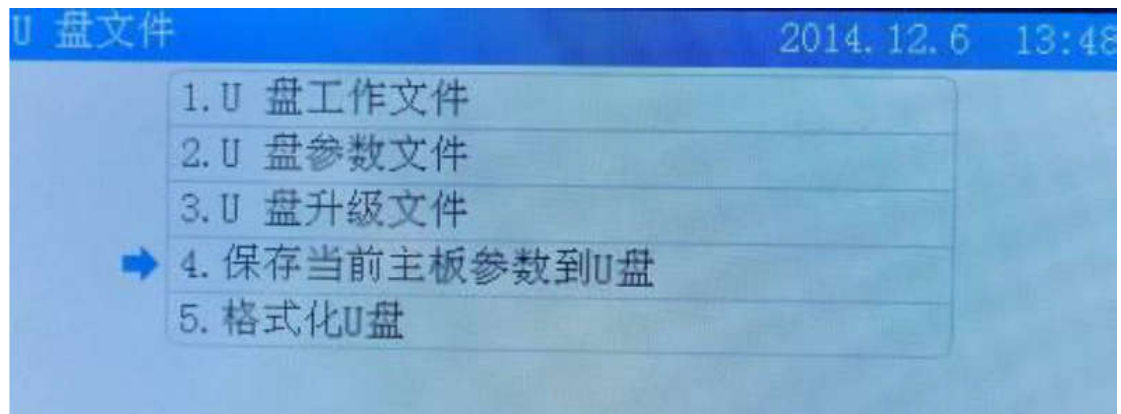 U 盘文件 2014.12.6 13:48
1.U 盘工作文件
2.U 盘参数文件
3.U 盘升级文件
4.保存当前主板参数到U盘
5.格式化U盘